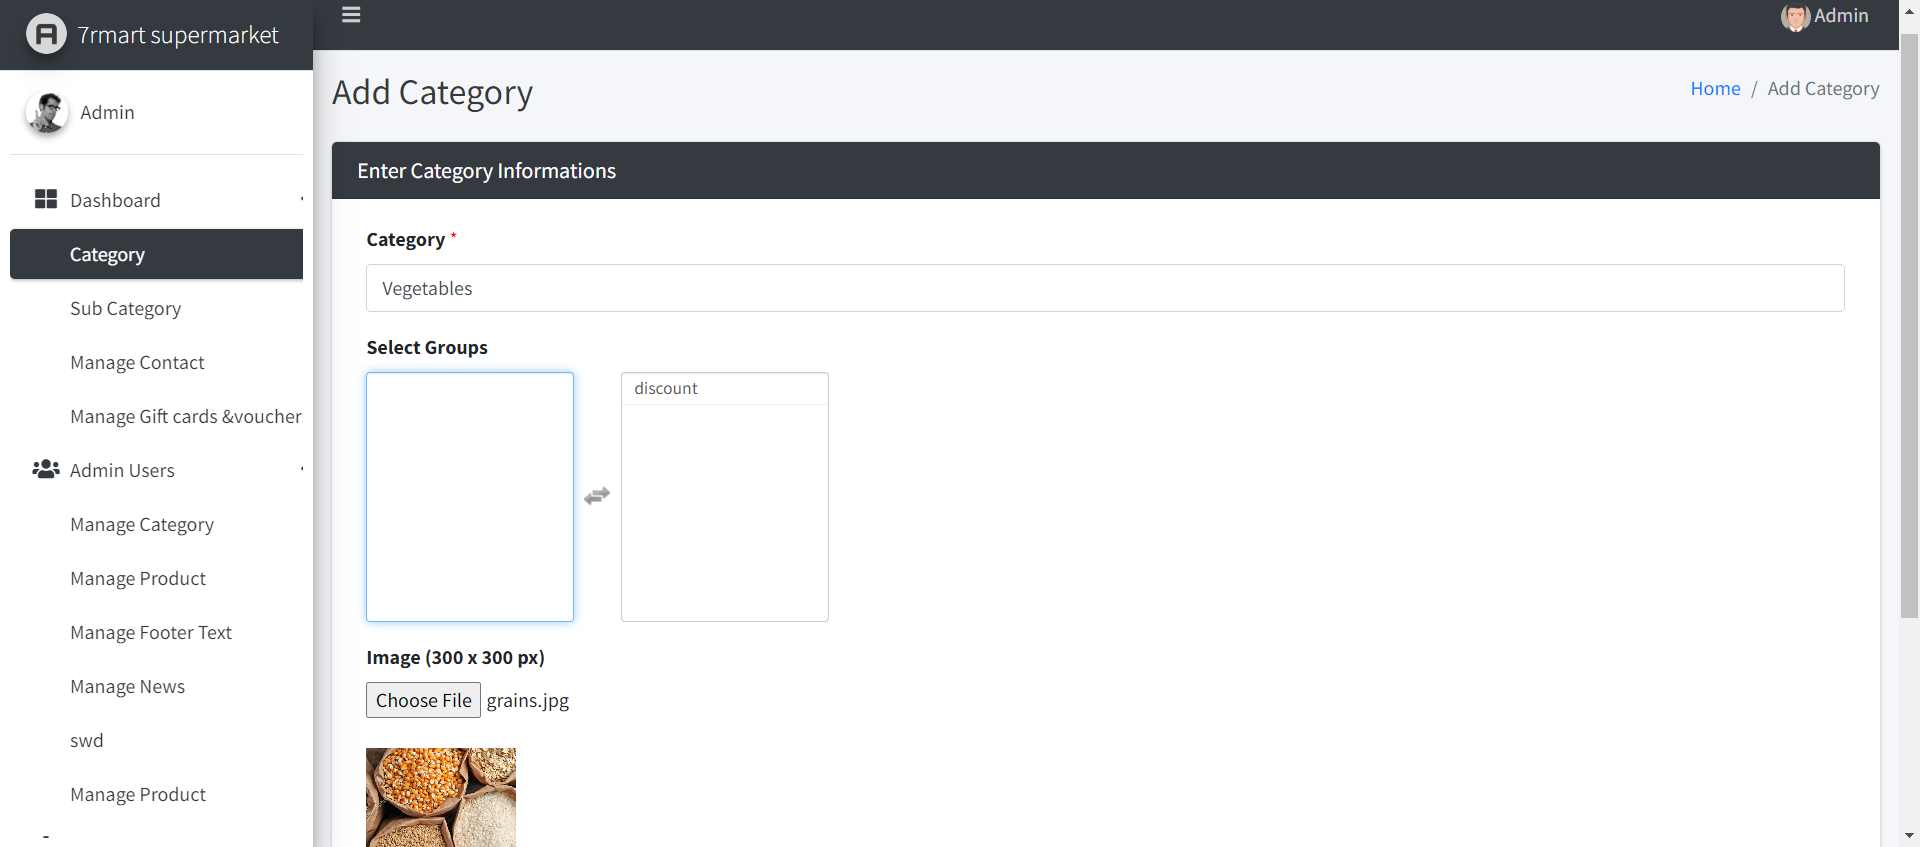 7rmart supermarket
Admin
Admin
Dashboard
Category
Sub Category
Manage Contact
Manage Gift cards &voucher
Admin Users
Manage Category
Manage Product
Manage Footer Text
Manage News
swd
Manage Product
Add Category
Home / Add Category
Enter Category Informations
Category *
Vegetables
Select Groups
discount
Image (300 x 300 px)
Choose File grains.jpg